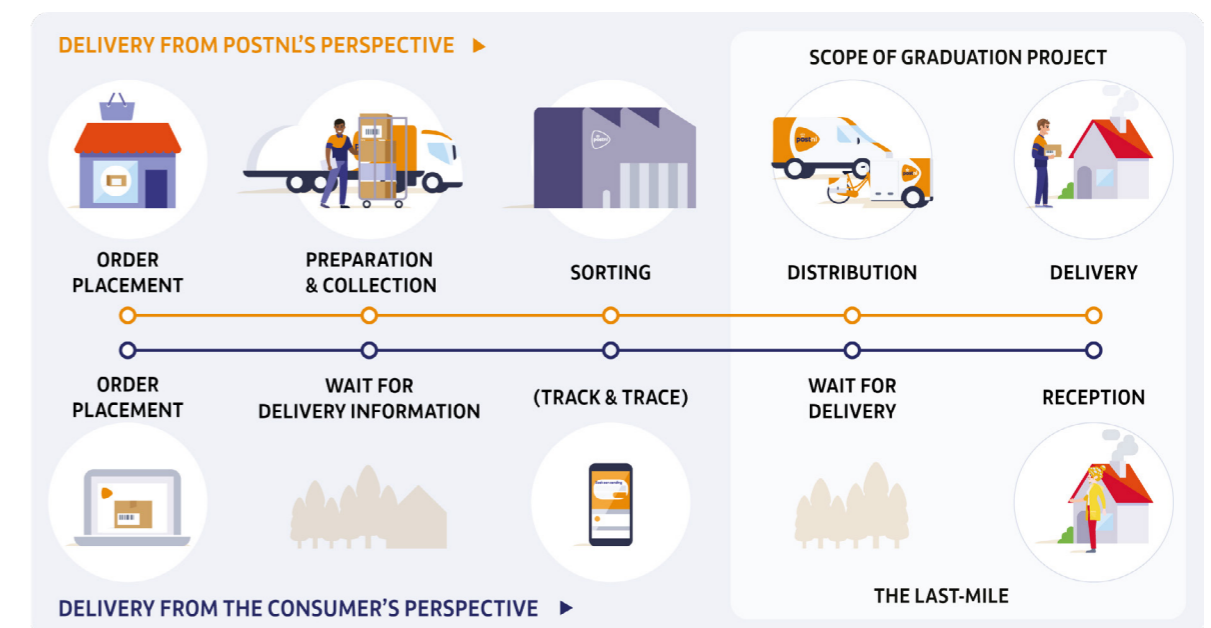 DELIVERY FROM POSTNL'S PERSPECTIVE
SCOPE OF GRADUATION PROJECT
postnl
ORDER
PLACEMENT
PREPARATION
& COLLECTION
SORTING
DISTRIBUTION
DELIVERY
ORDER
PLACEMENT
WAIT FOR
DELIVERY INFORMATION
(TRACK & TRACE)
WAIT FOR
DELIVERY
RECEPTION
THE LAST-MILE
DELIVERY FROM THE CONSUMER'S PERSPECTIVE